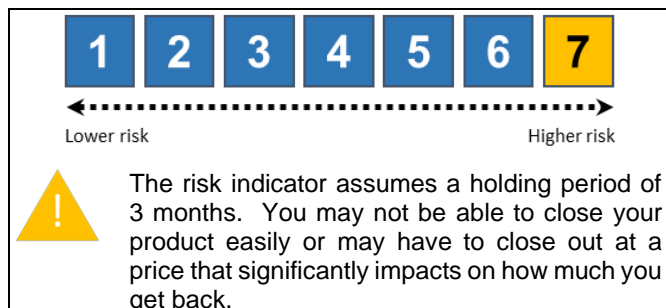 1 2 3 4 5 6 7
Lower risk Higher risk
!
The risk indicator assumes a holding period of
3 months. You may not be able to close your
product easily or may have to close out at a
price that significantly impacts on how much you
get back.